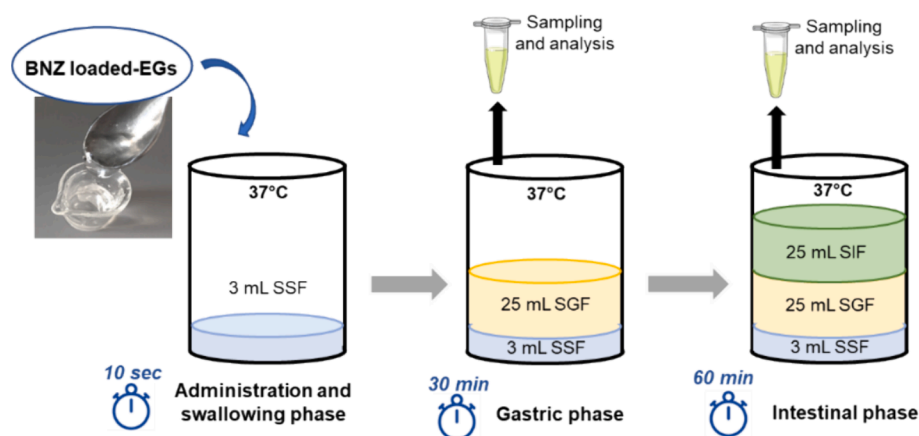 BNZ loaded-EGs
37°C
3 mL SSF
10 sec
Administration and
swallowing phase
Sampling
and analysis
37°C
25 mL SGF
3 mL SSF
30 min
Gastric phase
Sampling
and analysis
37°C
25 mL SIF
25 mL SGF
3 mL SSF
60 min
Intestinal phase